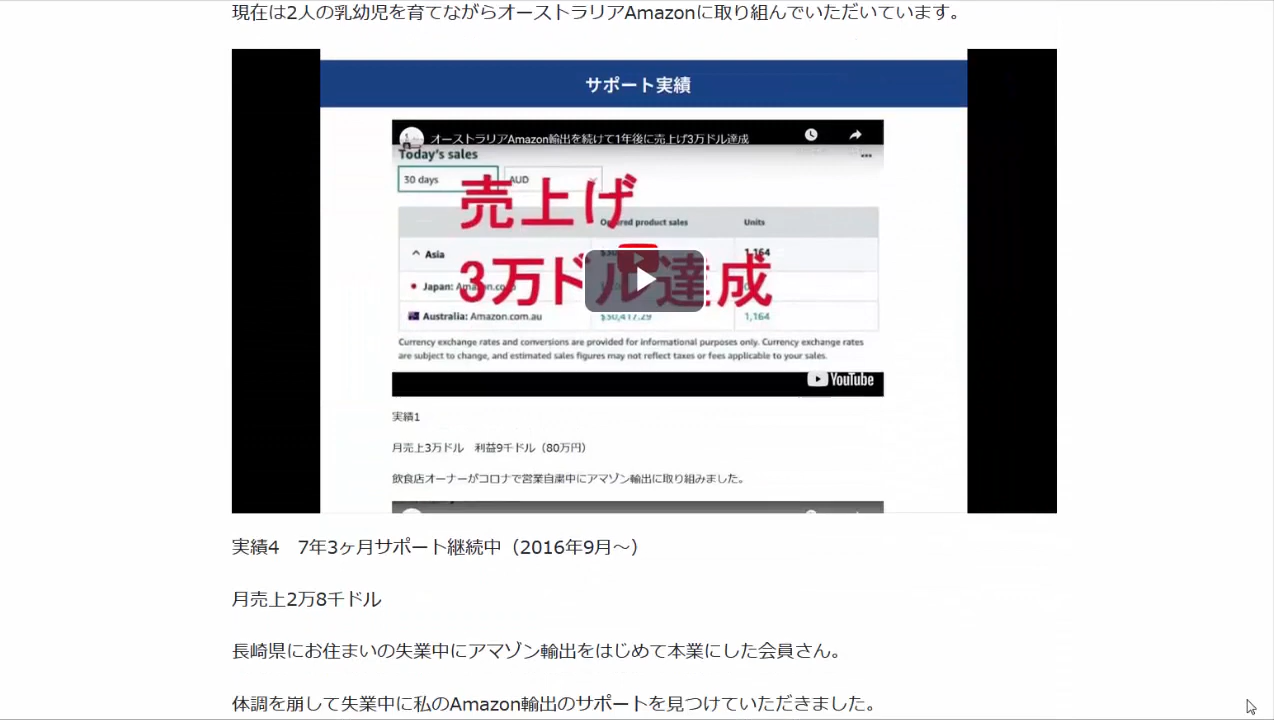 現在は2人の乳幼児を育てながらオーストラリアAmazonに取り組んでいただいています。
サポート実績
オーストラリアAmazon輸出を続けて1年後に売上げ3万ドル達成
Today's sales
30 days AUD
売上げ
Ordered product sales Units
Asia 1,164
3万ドル達成
Japan: Amazon.co
Australia: Amazon.com.au $30,417.29 1,164
Currency exchange rates and conversions are provided for informational purposes only. Currency exchange rates
are subject to change, and estimated sales figures may not reflect taxes or fees applicable to your sales.
YouTube
実績1
月売上3万ドル　利益9千ドル（80万円）
飲食店オーナーがコロナで営業自粛中にアマゾン輸出に取り組みました。
実績4　7年3ヶ月サポート継続中（2016年9月～）
月売上2万8千ドル
長崎県にお住まいの失業中にアマゾン輸出をはじめて本業にした会員さん。
体調を崩して失業中に私のAmazon輸出のサポートを見つけていただきました。